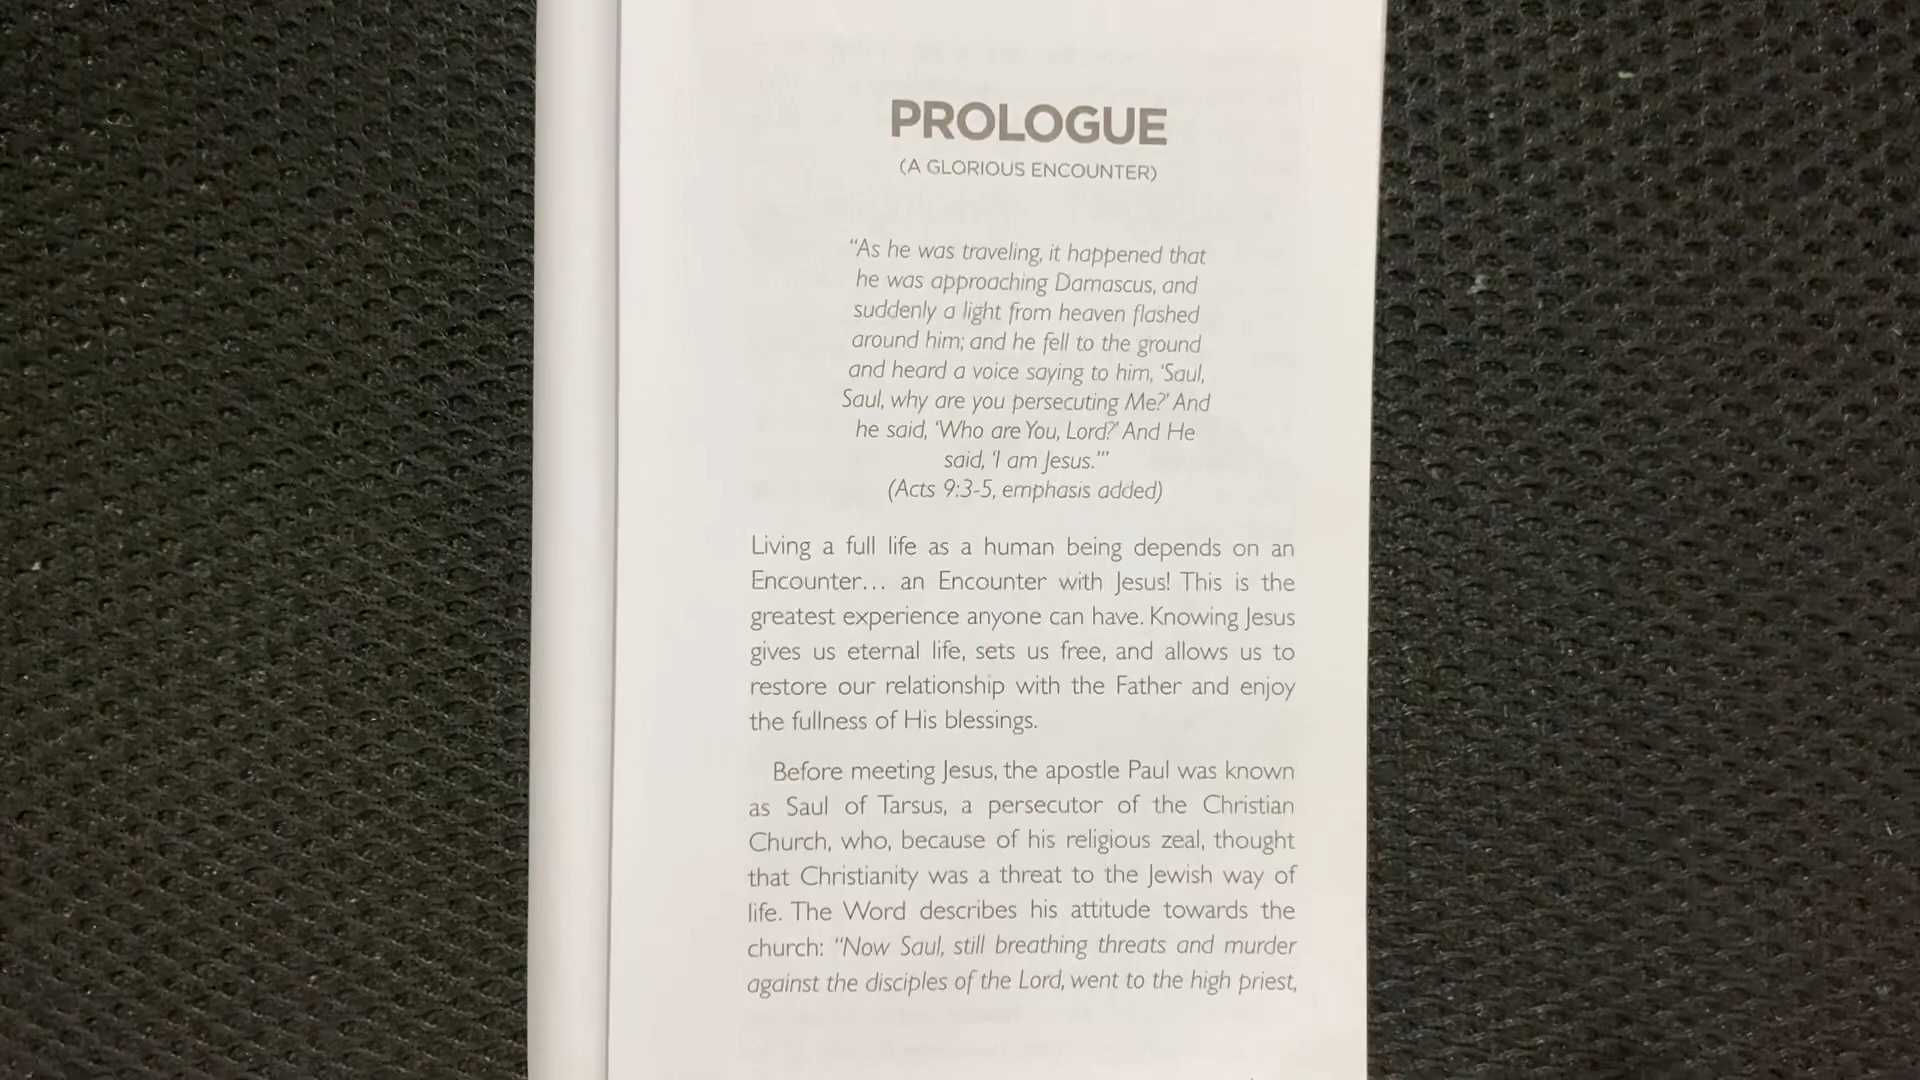 PROLOGUE
(A GLORIOUS ENCOUNTER)
“As he was traveling, it happened that
he was approaching Damascus, and
suddenly a light from heaven flashed
around him; and he fell to the ground
and heard a voice saying to him, ‘Saul,
Saul, why are you persecuting Me?’ And
he said, ‘Who are You, Lord?’ And He
said, ‘I am Jesus.’”
(Acts 9:3-5, emphasis added)
Living a full life as a human being depends on an
Encounter… an Encounter with Jesus! This is the
greatest experience anyone can have. Knowing Jesus
gives us eternal life, sets us free, and allows us to
restore our relationship with the Father and enjoy
the fullness of His blessings.
Before meeting Jesus, the apostle Paul was known
as Saul of Tarsus, a persecutor of the Christian
Church, who, because of his religious zeal, thought
that Christianity was a threat to the Jewish way of
life. The Word describes his attitude towards the
church: “Now Saul, still breathing threats and murder
against the disciples of the Lord, went to the high priest,